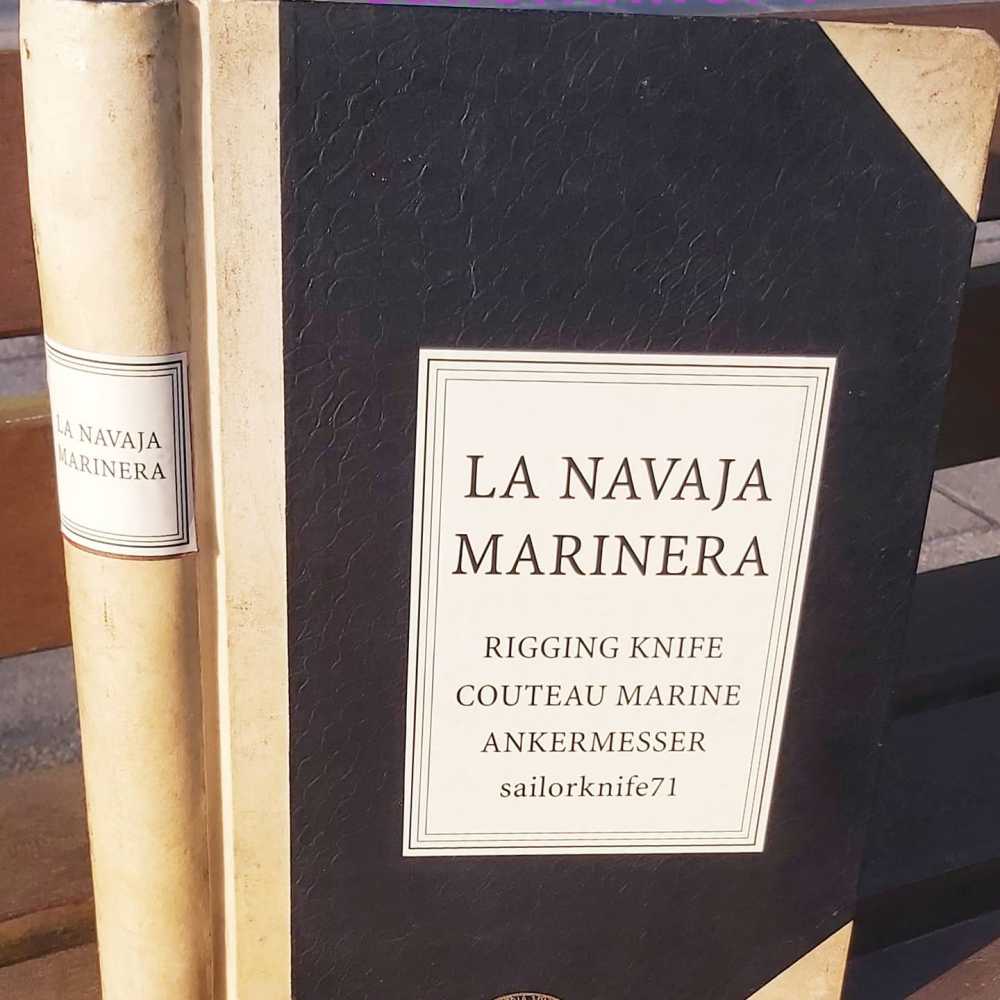 LA NAVAJA
MARINERA
LA NAVAJA
MARINERA
RIGGING KNIFE
COUTEAU MARINE
ANKERMESSER
sailorknife71